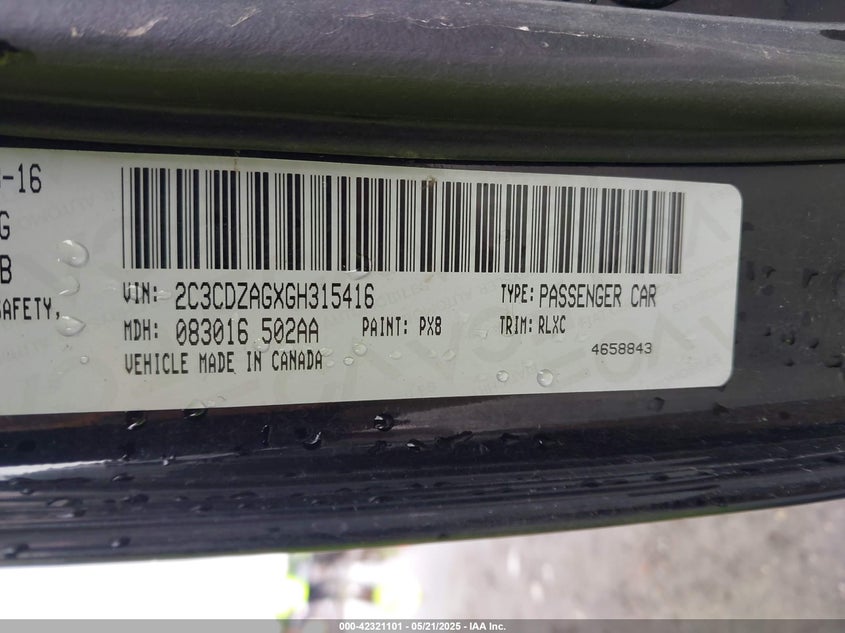 -16
G
B
SAFETY,
VIN: 2C3CDZAGXGH315416 TYPE: PASSENGER CAR
MDH: 083016 502AA PAINT: PX8 TRIM: RLXC
VEHICLE MADE IN CANADA 4658843
000-42321101 - 05/21/2025 - IAA Inc.